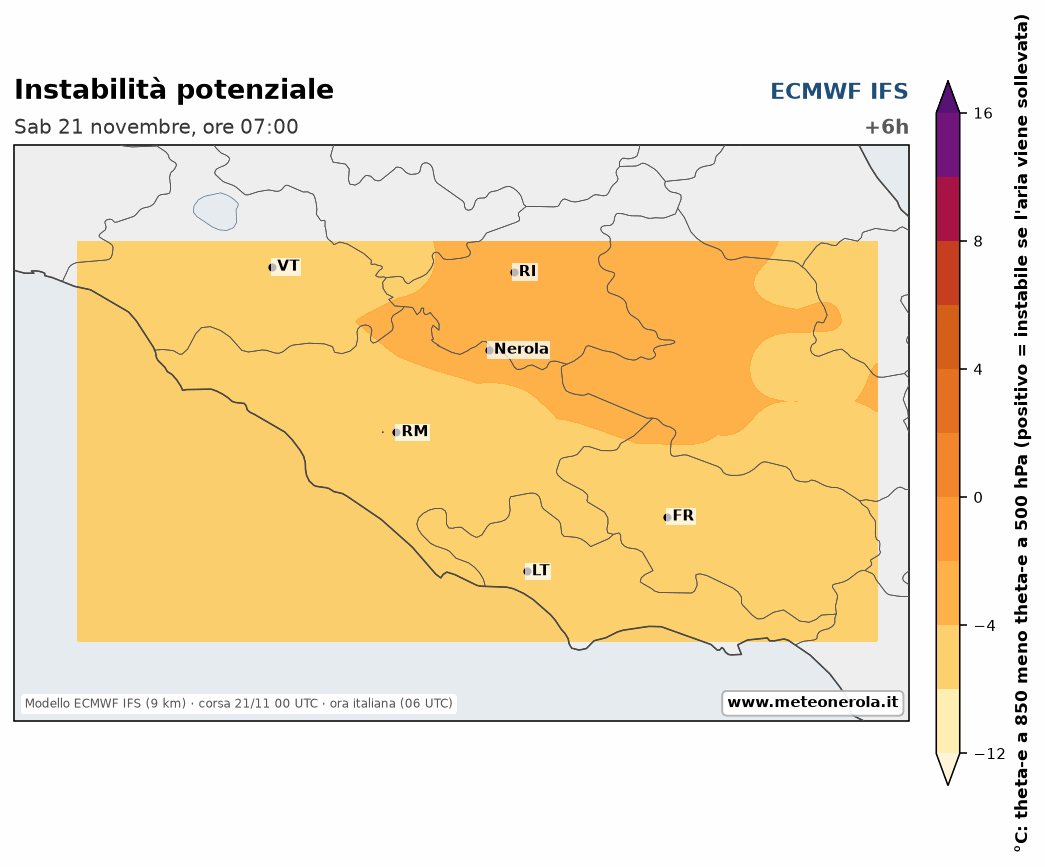 Instabilità potenziale
ECMWF IFS
Sab 21 novembre, ore 07:00
+6h
VT
RI
Nerola
RM
FR
LT
Modello ECMWF IFS (9 km) · corsa 21/11 00 UTC · ora italiana (06 UTC)
www.meteonerola.it
16
8
4
0
−4
−12
°C: theta-e a 850 meno theta-e a 500 hPa (positivo = instabile se l'aria viene sollevata)